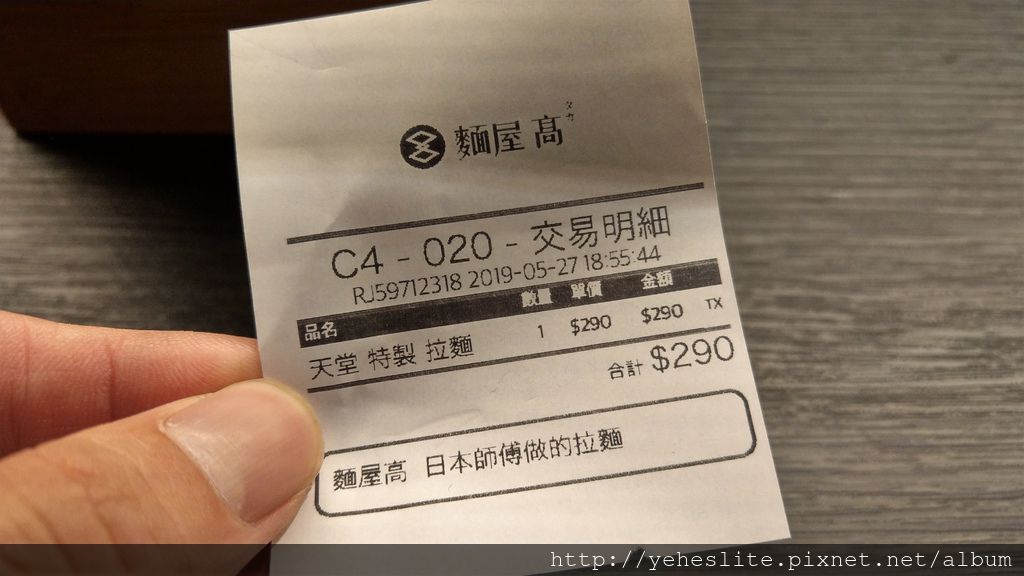 麵屋高 タカ
C4 - 020 - 交易明細
RJ59712318 2019-05-27 18:55:44
品名 數量 單價 金額
天堂 特製 拉麵 1 $290 $290 TX
合計 $290
麵屋高 日本師傅做的拉麵
http://yeheslite.pixnet.net/album